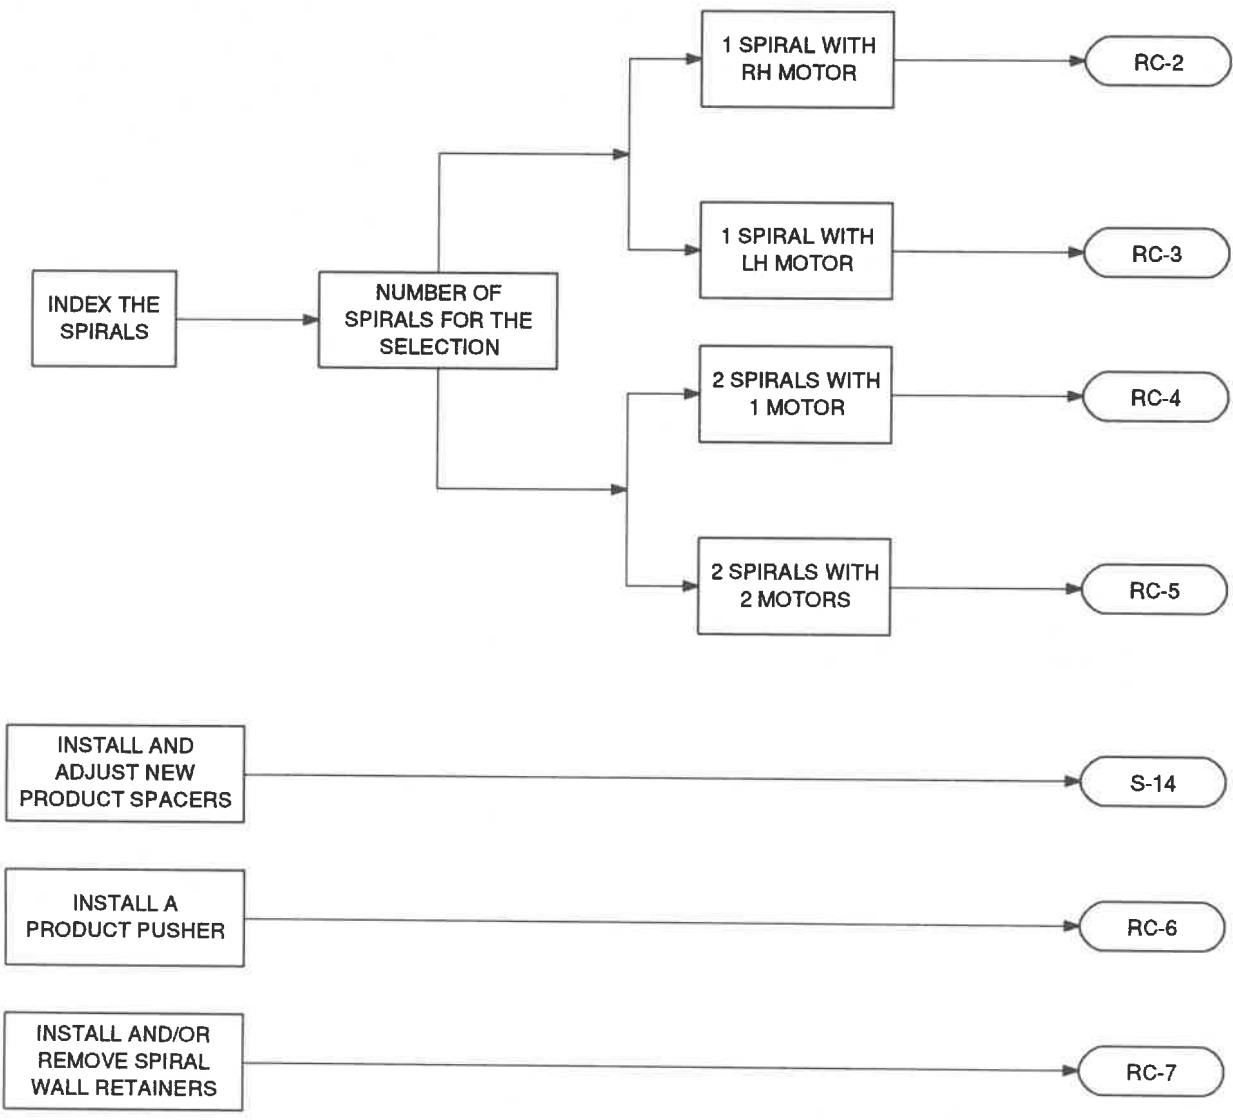 1 SPIRAL WITH
RH MOTOR
RC-2
1 SPIRAL WITH
LH MOTOR
RC-3
INDEX THE
SPIRALS
NUMBER OF
SPIRALS FOR THE
SELECTION
2 SPIRALS WITH
1 MOTOR
RC-4
2 SPIRALS WITH
2 MOTORS
RC-5
INSTALL AND
ADJUST NEW
PRODUCT SPACERS
S-14
INSTALL A
PRODUCT PUSHER
RC-6
INSTALL AND/OR
REMOVE SPIRAL
WALL RETAINERS
RC-7